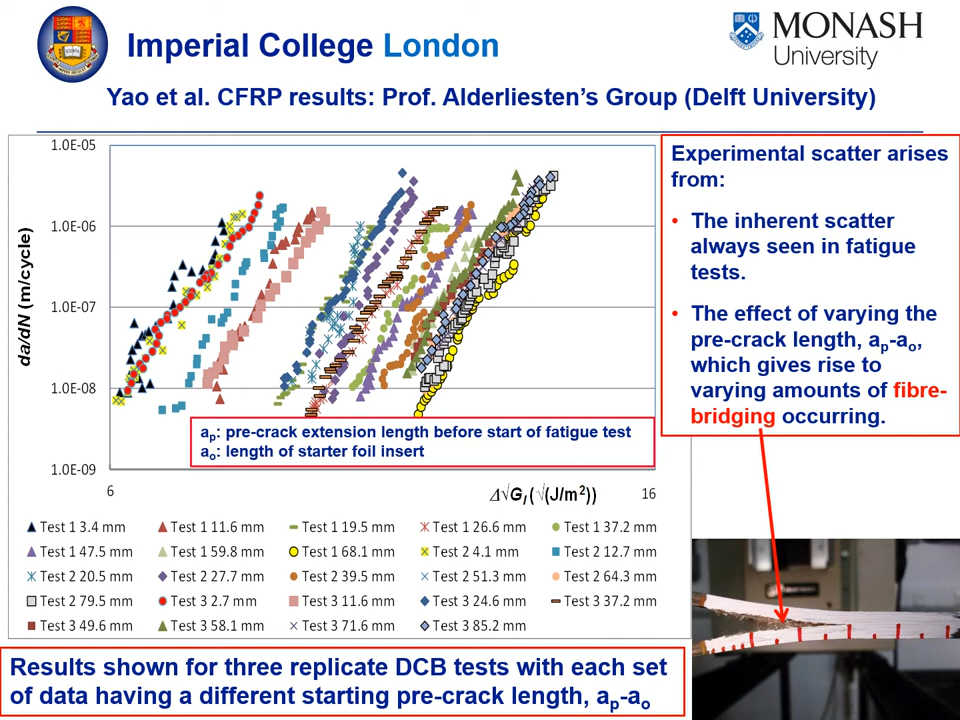 Imperial College London
MONASH
University
Yao et al. CFRP results: Prof. Alderliesten's Group (Delft University)
1.0E-05
1.0E-06
1.0E-07
1.0E-08
1.0E-09
da/dN (m/cycle)
6
Δ√G_I (√(J/m²))
16
a_p: pre-crack extension length before start of fatigue test
a_o: length of starter foil insert
Test 1 3.4 mm
Test 1 11.6 mm
Test 1 19.5 mm
Test 1 26.6 mm
Test 1 37.2 mm
Test 1 47.5 mm
Test 1 59.8 mm
Test 1 68.1 mm
Test 2 4.1 mm
Test 2 12.7 mm
Test 2 20.5 mm
Test 2 27.7 mm
Test 2 39.5 mm
Test 2 51.3 mm
Test 2 64.3 mm
Test 2 79.5 mm
Test 3 2.7 mm
Test 3 11.6 mm
Test 3 24.6 mm
Test 3 37.2 mm
Test 3 49.6 mm
Test 3 58.1 mm
Test 3 71.6 mm
Test 3 85.2 mm
Experimental scatter arises
from:
• The inherent scatter
always seen in fatigue
tests.
• The effect of varying the
pre-crack length, a_p-a_o,
which gives rise to
varying amounts of fibre-
bridging occurring.
Results shown for three replicate DCB tests with each set
of data having a different starting pre-crack length, a_p-a_o